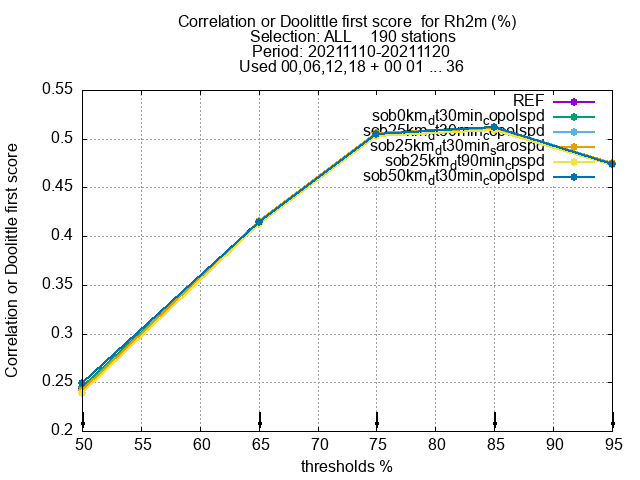 Correlation or Doolittle first score  for Rh2m (%)
Selection: ALL    190 stations
Period: 20211110-20211120
Used 00,06,12,18 + 00 01 ... 36
REF
sob0km_dt30min_copolspd
sob25km_dt30min_copolspd
sob25km_dt30min_sarospd
sob25km_dt90min_cpspd
sob50km_dt30min_copolspd
0.55
0.5
0.45
0.4
0.35
0.3
0.25
0.2
Correlation or Doolittle first score
50 55 60 65 70 75 80 85 90 95
thresholds %